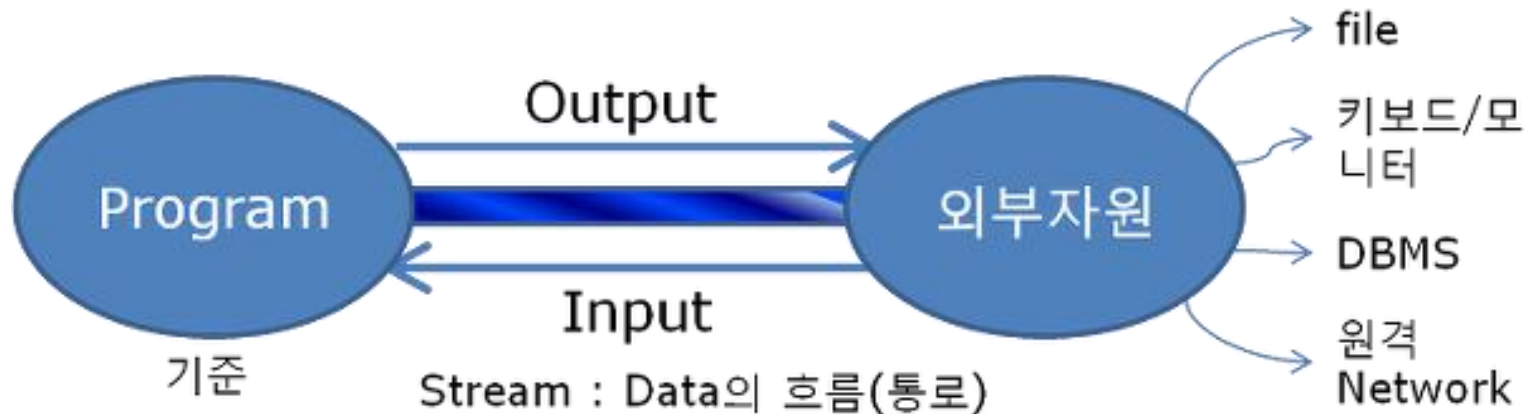 file
Output
키보드/모
니터
Program
외부자원
DBMS
Input
원격
Network
기준
Stream : Data의 흐름(통로)